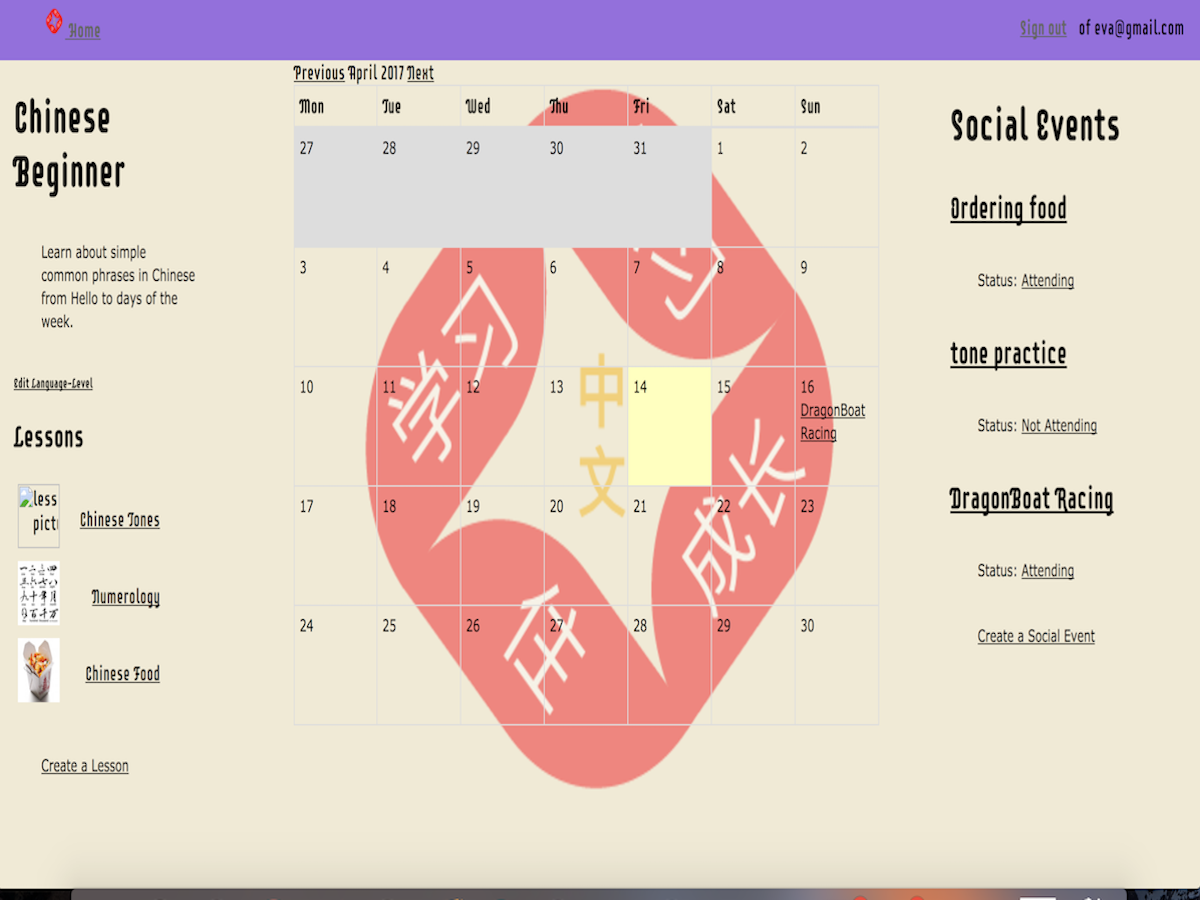 Home
Sign out of eva@gmail.com
Chinese
Beginner
Learn about simple
common phrases in Chinese
from Hello to days of the
week.
Edit Language-Level
Lessons
less
pict
Chinese Tones
Numerology
Chinese Food
Create a Lesson
Previous April 2017 Next
Mon Tue Wed Thu Fri Sat Sun
27 28 29 30 31 1 2
3 4 5 6 7 8 9
10 11 12 13 14 15 16
DragonBoat
Racing
17 18 19 20 21 22 23
24 25 26 27 28 29 30
学习
中
文
成长
Social Events
Ordering food
Status: Attending
tone practice
Status: Not Attending
DragonBoat Racing
Status: Attending
Create a Social Event